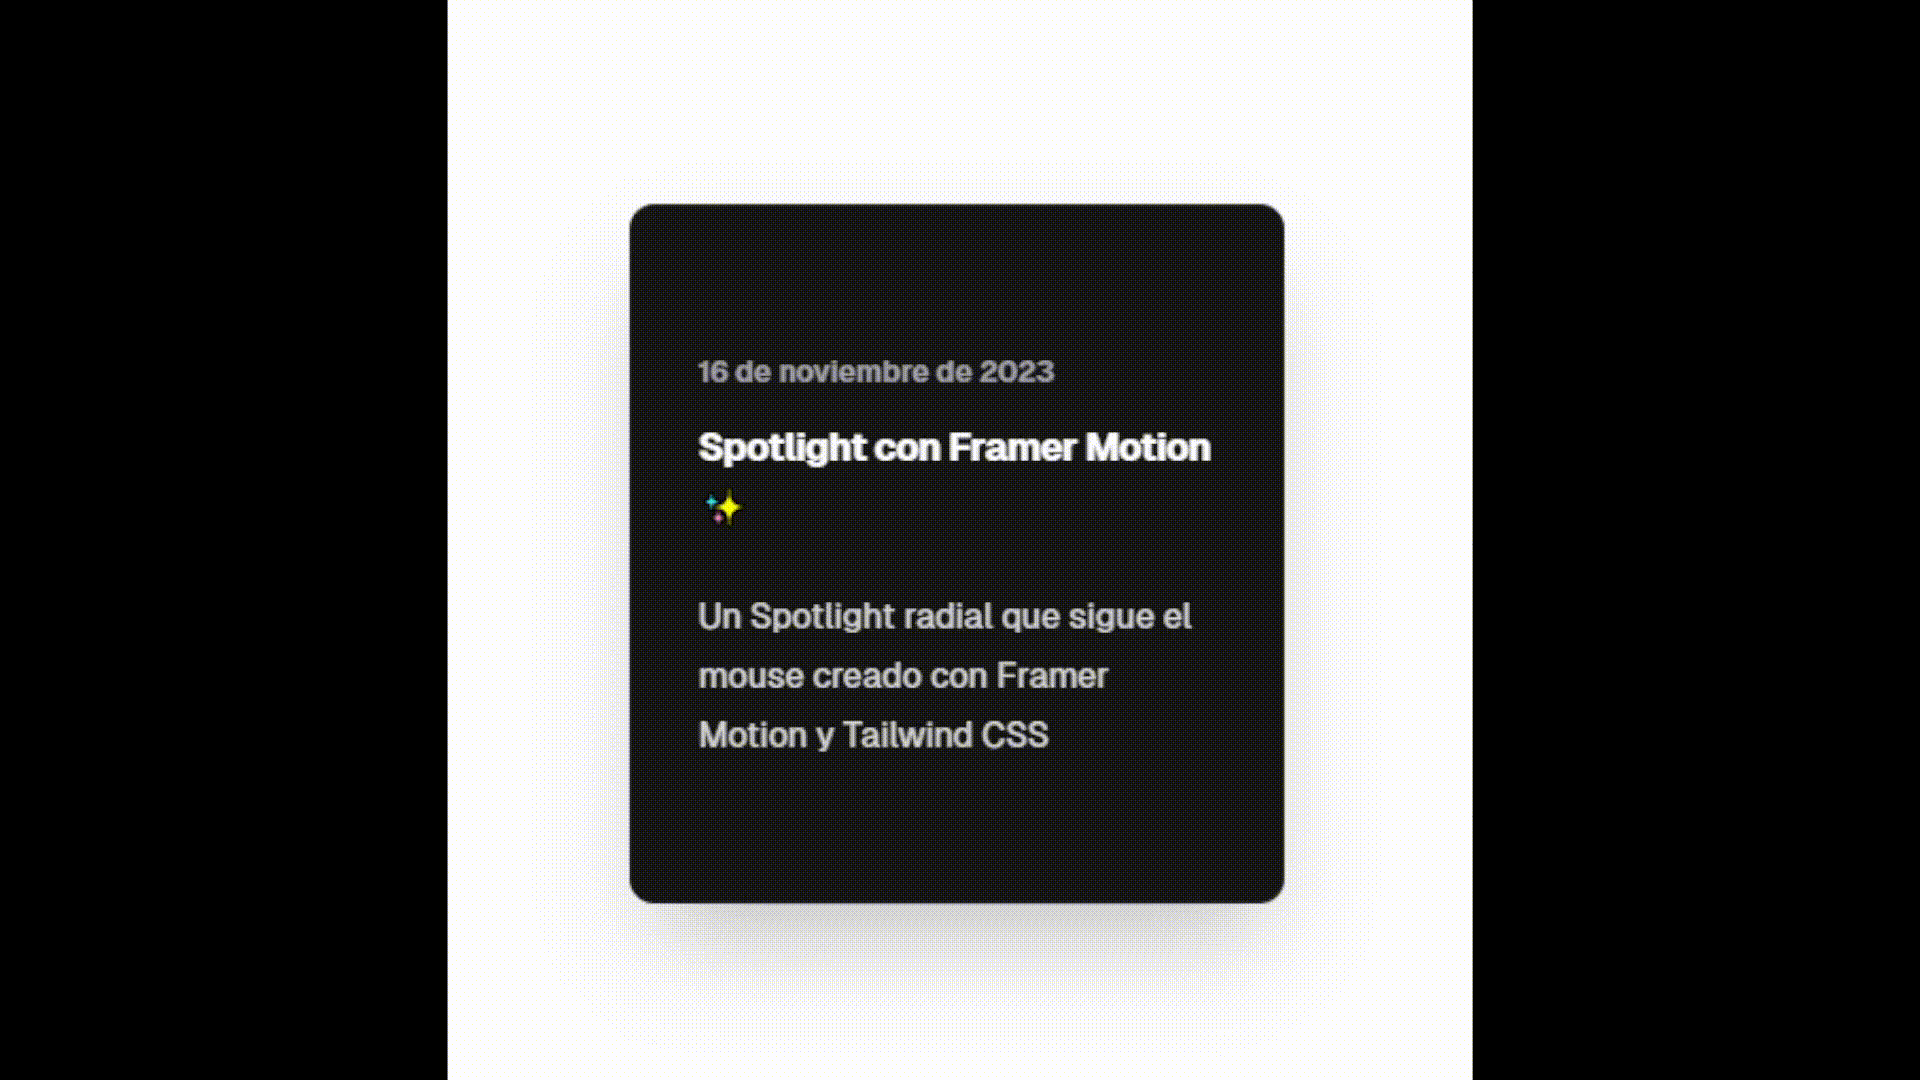 16 de noviembre de 2023
Spotlight con Framer Motion
✨
Un Spotlight radial que sigue el
mouse creado con Framer
Motion y Tailwind CSS